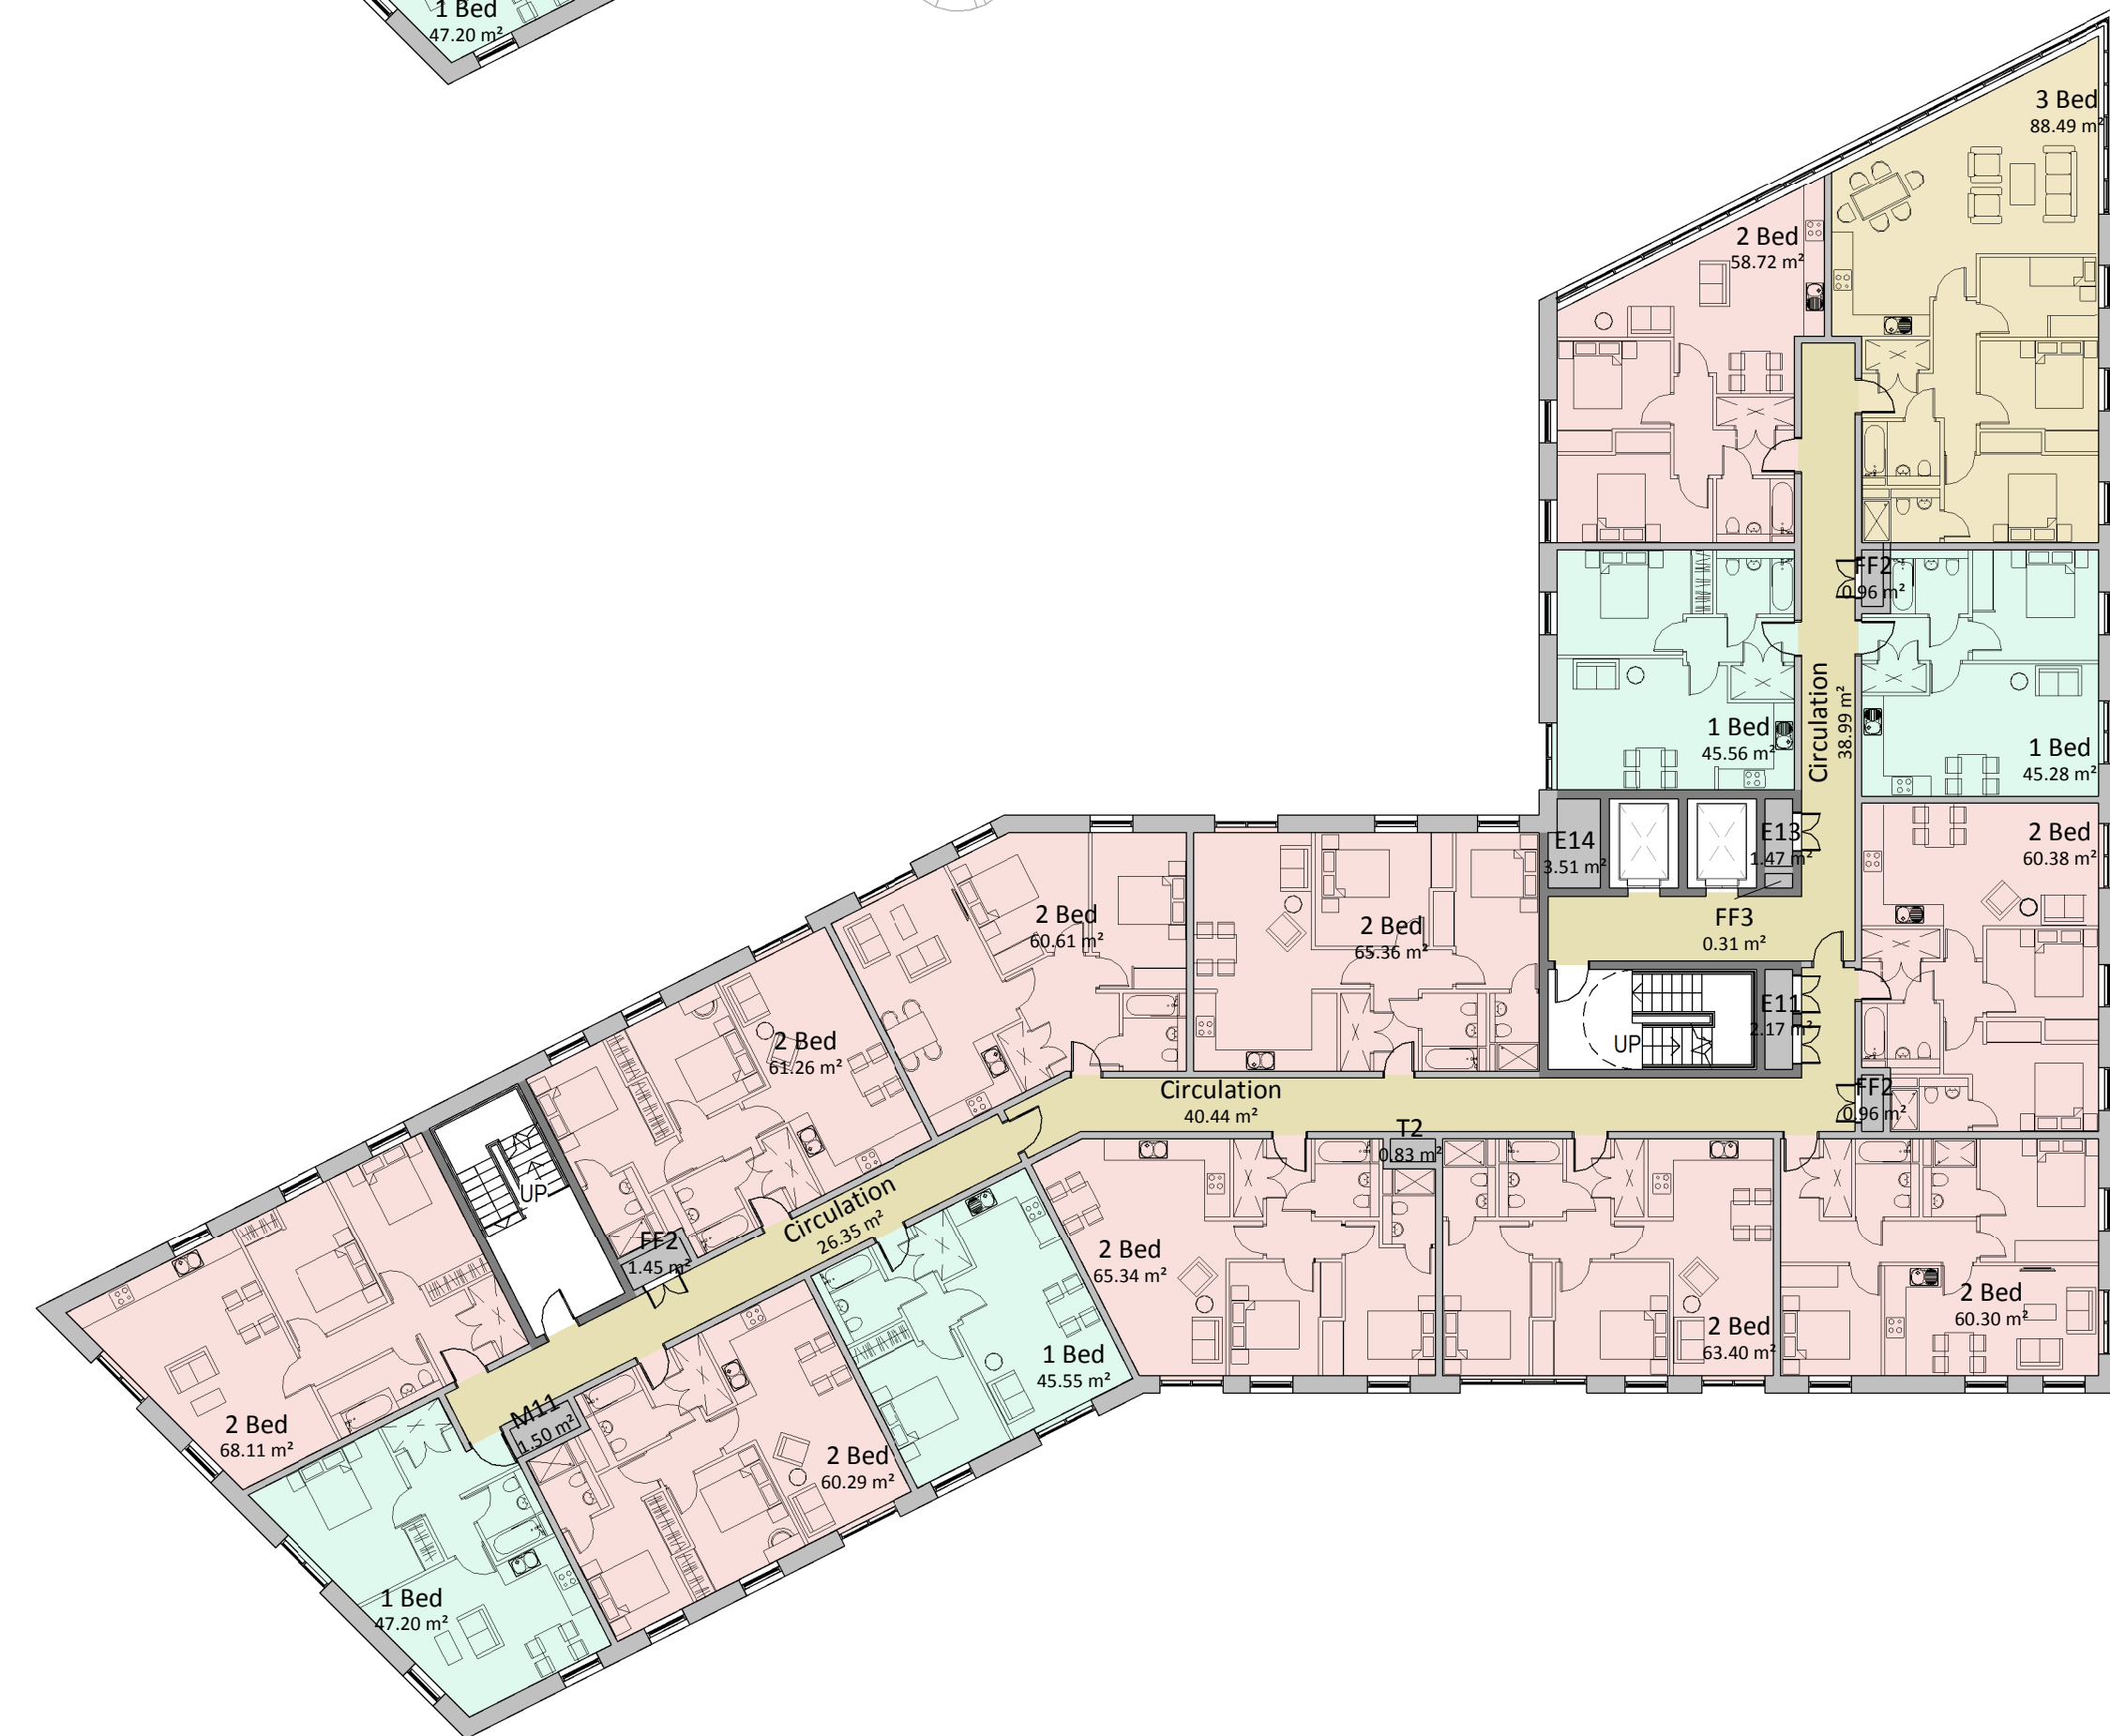 1 Bed
47.20 m²
3 Bed
88.49 m²
2 Bed
58.72 m²
FF2
0.96 m²
Circulation
38.99 m²
1 Bed
45.56 m²
1 Bed
45.28 m²
E14
3.51 m²
E13
1.47 m²
2 Bed
60.38 m²
2 Bed
60.61 m²
2 Bed
65.36 m²
FF3
0.31 m²
E11
2.17 m²
UP
2 Bed
61.26 m²
Circulation
40.44 m²
FF2
0.96 m²
T2
0.83 m²
UP
Circulation
26.35 m²
FF2
1.45 m²
2 Bed
65.34 m²
2 Bed
63.40 m²
2 Bed
60.30 m²
1 Bed
45.55 m²
2 Bed
68.11 m²
M11
1.50 m²
2 Bed
60.29 m²
1 Bed
47.20 m²